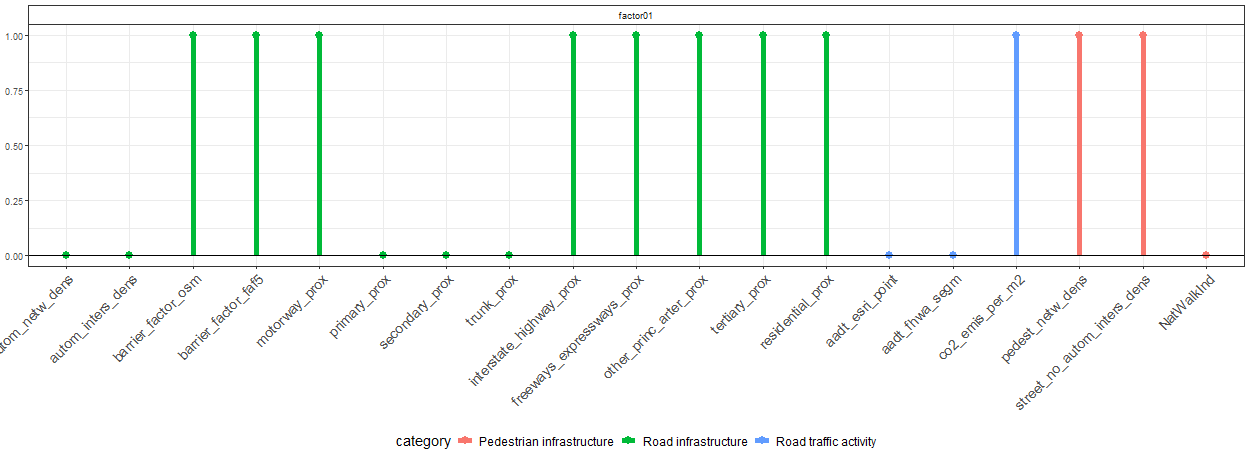 factor01
1.00
0.75
0.50
0.25
0.00
autom_inters_dens
barrier_factor_osm
barrier_factor_faf5
motorway_prox
primary_prox
secondary_prox
trunk_prox
interstate_highway_prox
freeways_expressways_prox
other_princ_arter_prox
tertiary_prox
residential_prox
aadt_esri_point
aadt_fhwa_segm
co2_emis_per_m2
pedest_netw_dens
street_no_autom_inters_dens
NatWalkInd
category Pedestrian infrastructure Road infrastructure Road traffic activity